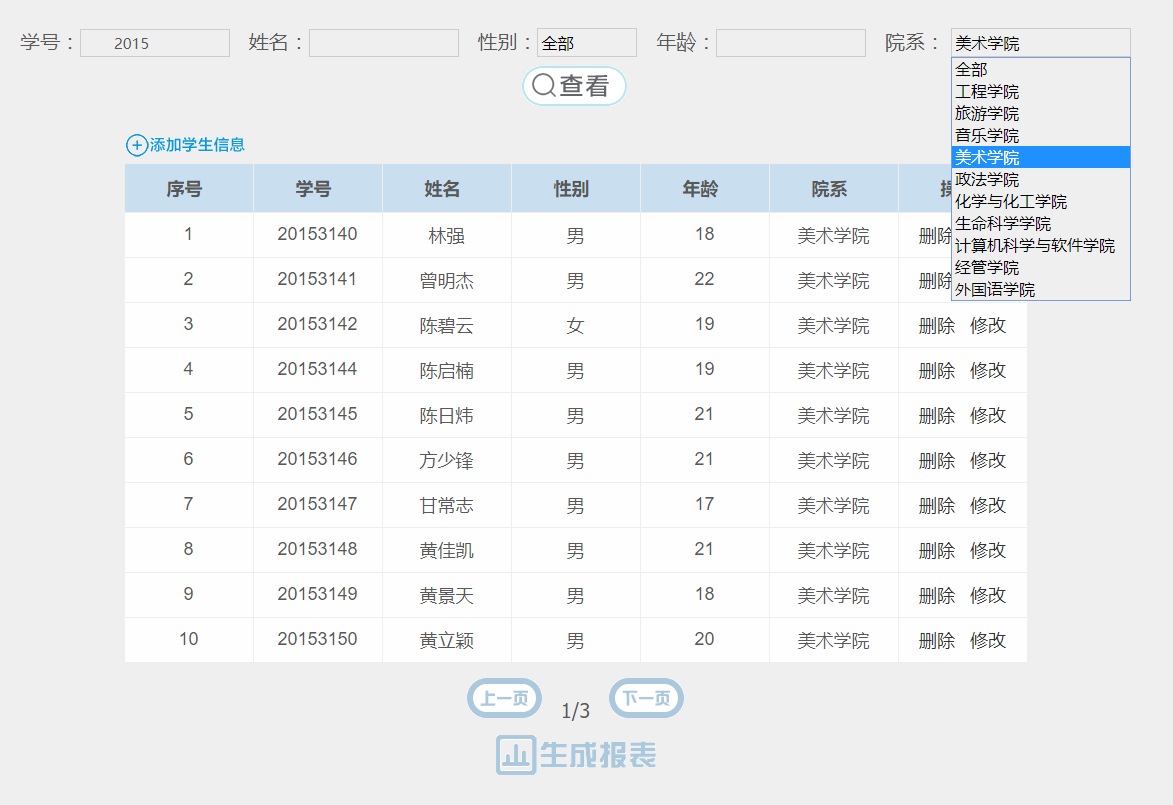 学号： 2015 姓名： 性别： 全部 年龄： 院系： 美术学院
查看
全部
工程学院
旅游学院
音乐学院
美术学院
政法学院
化学与化工学院
生命科学学院
计算机科学与软件学院
经管学院
外国语学院
添加学生信息
序号 学号 姓名 性别 年龄 院系
1 20153140 林强 男 18 美术学院 删除
2 20153141 曾明杰 男 22 美术学院 删除
3 20153142 陈碧云 女 19 美术学院 删除 修改
4 20153144 陈启楠 男 19 美术学院 删除 修改
5 20153145 陈日炜 男 21 美术学院 删除 修改
6 20153146 方少锋 男 21 美术学院 删除 修改
7 20153147 甘常志 男 17 美术学院 删除 修改
8 20153148 黄佳凯 男 21 美术学院 删除 修改
9 20153149 黄景天 男 18 美术学院 删除 修改
10 20153150 黄立颖 男 20 美术学院 删除 修改
上一页 1/3 下一页
生成报表